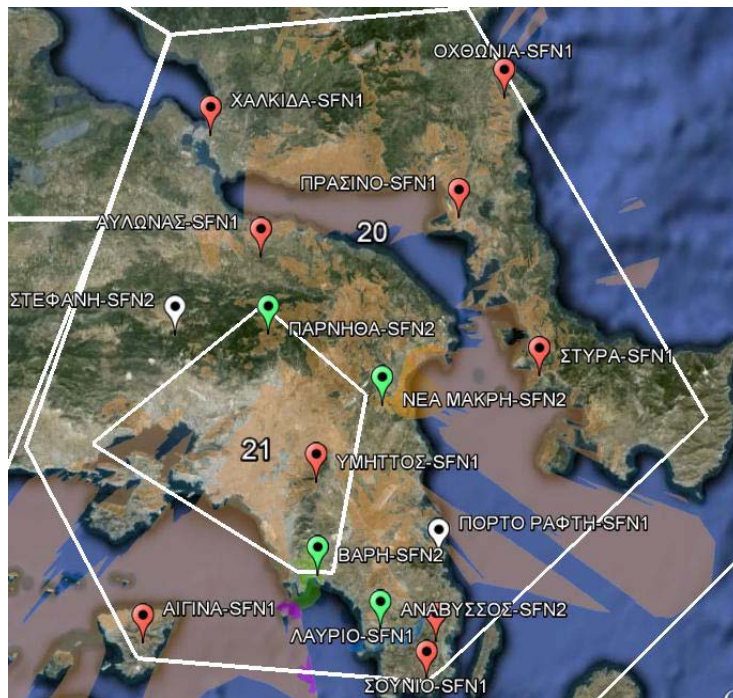 ΟΧΘΩΝΙΑ-SFN1
ΧΑΛΚΙΔΑ-SFN1
ΠΡΑΣΙΝΟ-SFN1
ΑΥΛΩΝΑΣ-SFN1
20
ΣΤΕΦΑΝΗ-SFN2
ΠΑΡΝΗΘΑ-SFN2
ΣΤΥΡΑ-SFN1
ΝΕΑ ΜΑΚΡΗ-SFN2
21
ΥΜΗΤΤΟΣ-SFN1
ΠΟΡΤΟ ΡΑΦΤΗ-SFN1
ΒΑΡΗ-SFN2
ΑΙΓΙΝΑ-SFN1
ΑΝΑΒΥΣΣΟΣ-SFN2
ΛΑΥΡΙΟ-SFN1
ΣΟΥΝΙΟ-SFN1